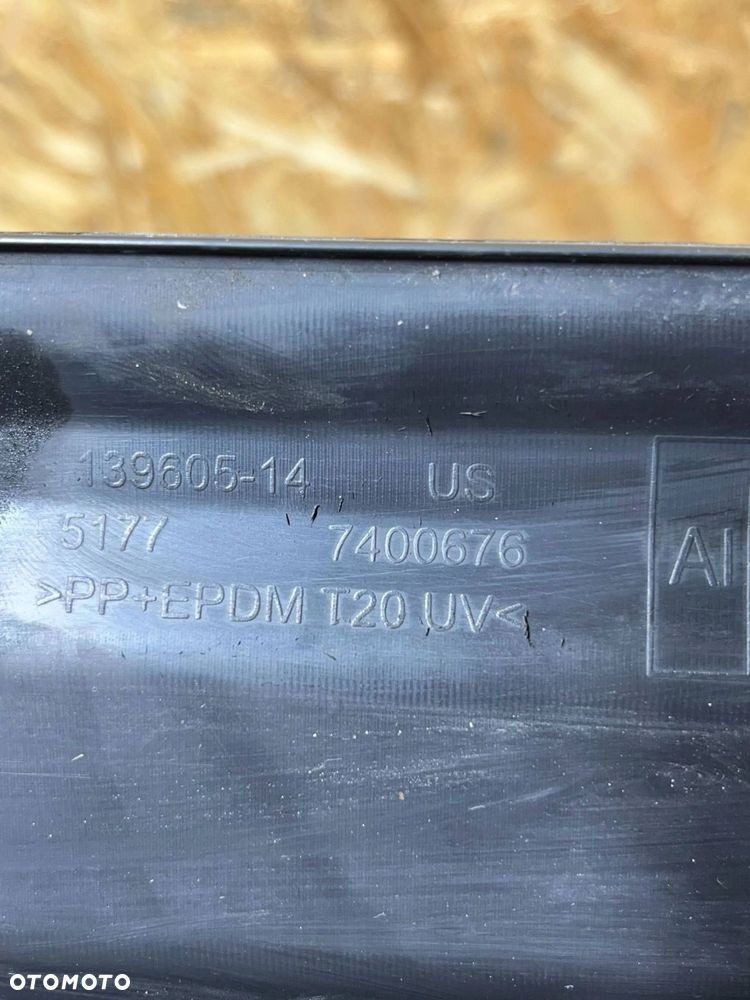 139605-14 US
5177 7400676
>PP+EPDM T20 UV<
AI
OTOMOTO